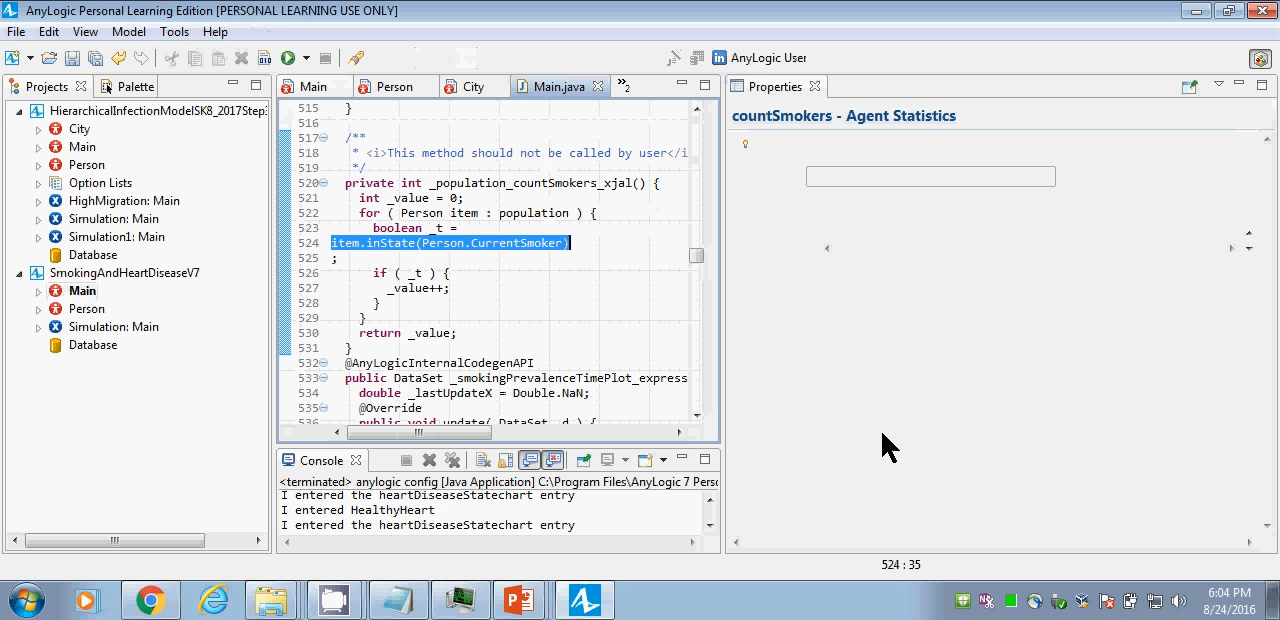 AnyLogic Personal Learning Edition [PERSONAL LEARNING USE ONLY]
File Edit View Model Tools Help
AnyLogic User
Projects
Palette
HierarchicalInfectionModelSK8_2017Step
City
Main
Person
Option Lists
HighMigration: Main
Simulation: Main
Simulation1: Main
Database
SmokingAndHeartDiseaseV7
Main
Person
Simulation: Main
Database
Main Person City Main.java »2
515 }
516
517 /**
518 * <i>This method should not be called by user</i
519 */
520 private int _population_countSmokers_xjal() {
521 int _value = 0;
522 for ( Person item : population ) {
523 boolean _t =
524 item.inState(Person.CurrentSmoker)
525 ;
526 if ( _t ) {
527 _value++;
528 }
529 }
530 return _value;
531 }
532 @AnyLogicInternalCodegenAPI
533 public DataSet _smokingPrevalenceTimePlot_express
534 double _lastUpdateX = Double.NaN;
535 @Override
536 public void update( DataSet _d ) {
Console
<terminated> anylogic config [Java Application] C:\Program Files\AnyLogic 7 Perso
I entered the heartDiseaseStatechart entry
I entered HealthyHeart
I entered the heartDiseaseStatechart entry
Properties
countSmokers - Agent Statistics
524 : 35
6:04 PM
8/24/2016